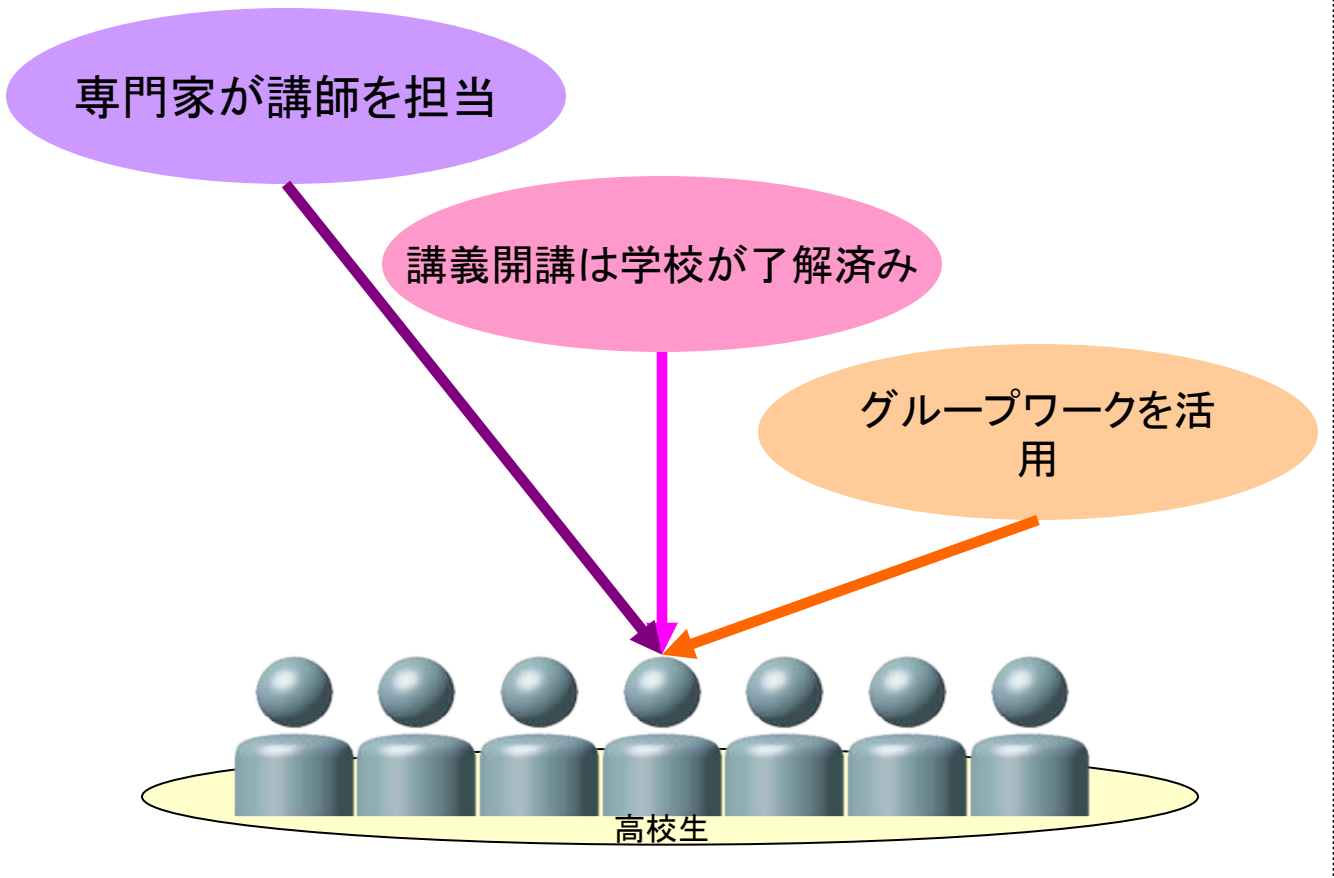 専門家が講師を担当
講義開講は学校が了解済み
グループワークを活
用
高校生